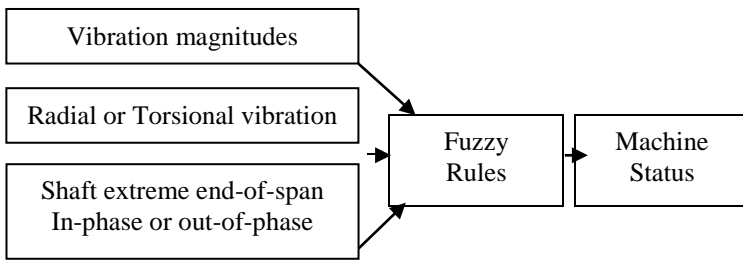 Vibration magnitudes
Radial or Torsional vibration
Shaft extreme end-of-span
In-phase or out-of-phase
Fuzzy
Rules
Machine
Status